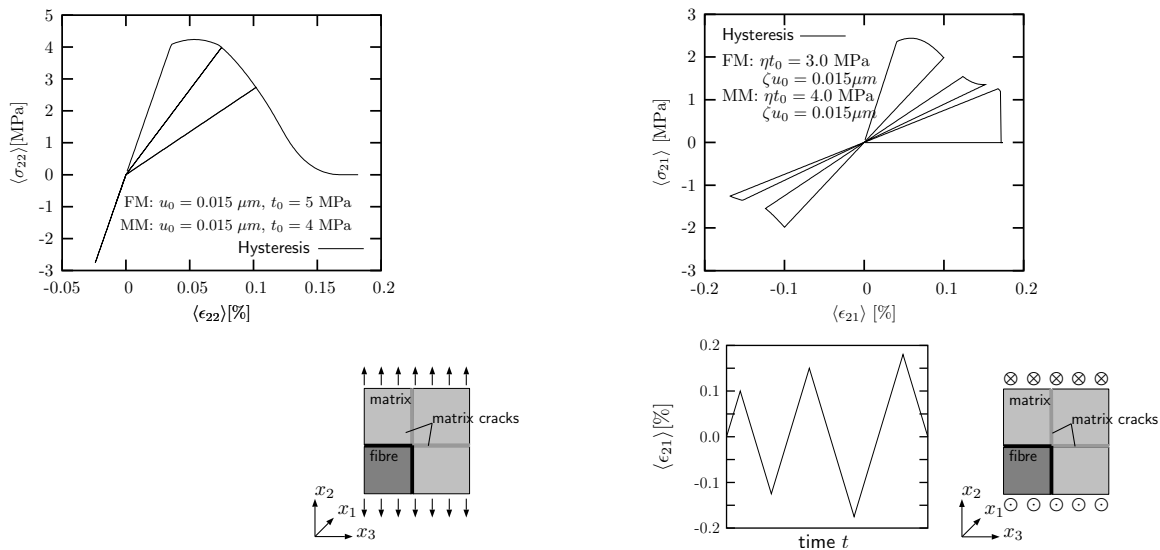 5
4
3
2
1
0
-1
-2
-3
-0.05
0
0.05
0.1
0.15
0.2
⟨σ22⟩[MPa]
⟨ϵ22⟩[%]
FM: u0 = 0.015 μm, t0 = 5 MPa
MM: u0 = 0.015 μm, t0 = 4 MPa
Hysteresis
3
2
1
0
-1
-2
-3
-0.2
-0.1
0
0.1
0.2
⟨σ21⟩ [MPa]
⟨ϵ21⟩ [%]
Hysteresis
FM: ηt0 = 3.0 MPa
ζu0 = 0.015μm
MM: ηt0 = 4.0 MPa
ζu0 = 0.015μm
matrix
matrix cracks
fibre
x2
x1
x3
0.2
0.1
0.0
-0.1
-0.2
⟨ϵ21⟩[%]
time t
matrix
matrix cracks
fibre
x2
x1
x3